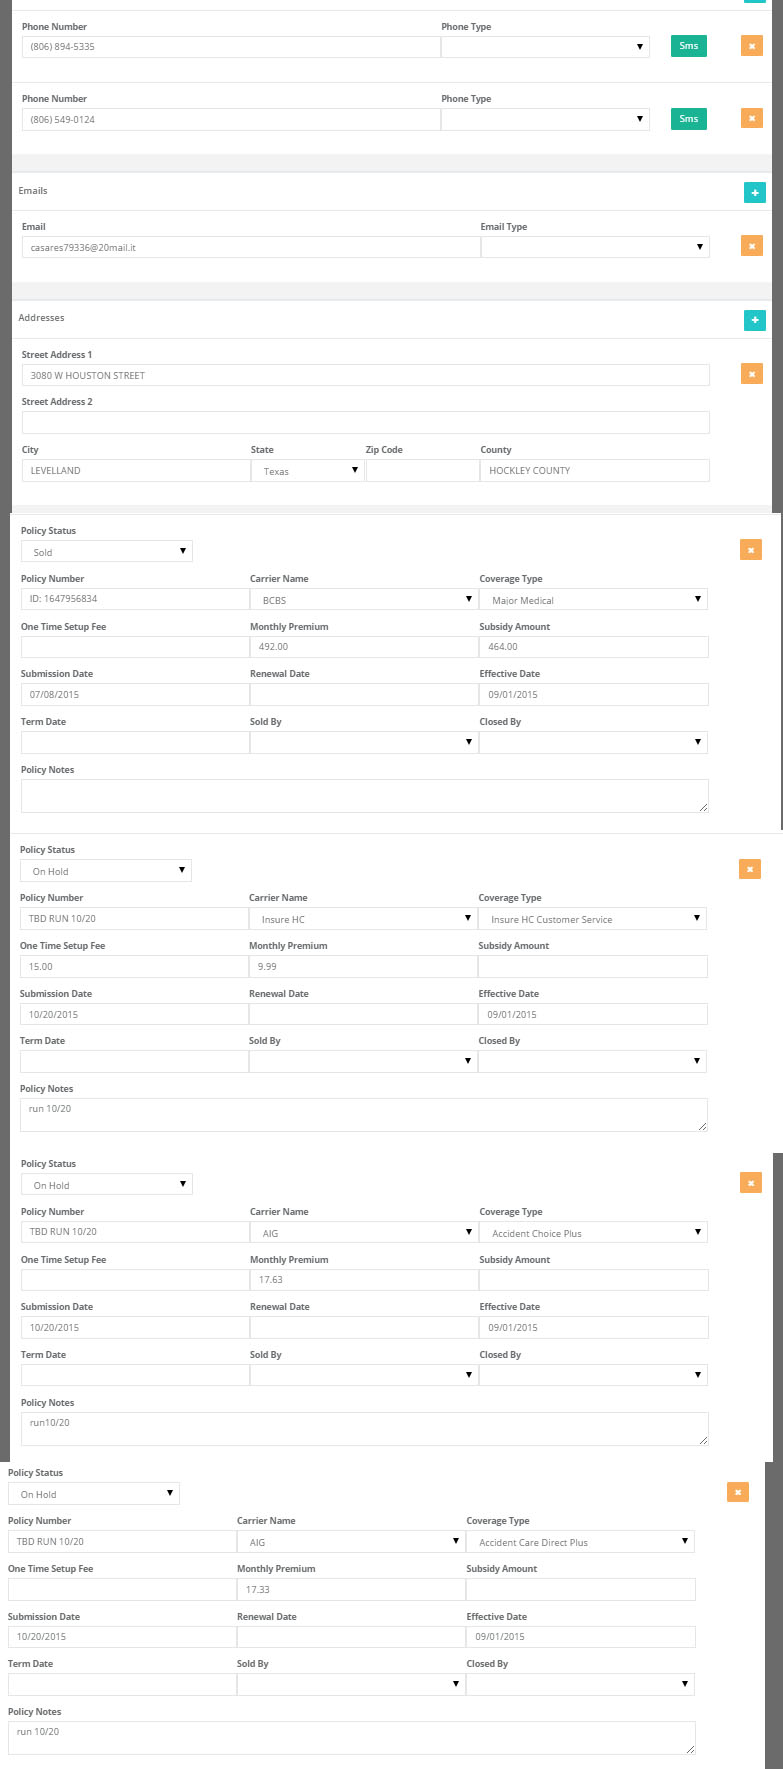 Phone Number Phone Type
(806) 894-5335 Sms
Phone Number Phone Type
(806) 549-0124 Sms
Emails
Email Email Type
casares79336@20mail.it
Addresses
Street Address 1
3080 W HOUSTON STREET
Street Address 2
City State Zip Code County
LEVELLAND Texas HOCKLEY COUNTY
Policy Status
Sold
Policy Number Carrier Name Coverage Type
ID: 1647956834 BCBS Major Medical
One Time Setup Fee Monthly Premium Subsidy Amount
492.00 464.00
Submission Date Renewal Date Effective Date
07/08/2015 09/01/2015
Term Date Sold By Closed By
Policy Notes
Policy Status
On Hold
Policy Number Carrier Name Coverage Type
TBD RUN 10/20 Insure HC Insure HC Customer Service
One Time Setup Fee Monthly Premium Subsidy Amount
15.00 9.99
Submission Date Renewal Date Effective Date
10/20/2015 09/01/2015
Term Date Sold By Closed By
Policy Notes
run 10/20
Policy Status
On Hold
Policy Number Carrier Name Coverage Type
TBD RUN 10/20 AIG Accident Choice Plus
One Time Setup Fee Monthly Premium Subsidy Amount
17.63
Submission Date Renewal Date Effective Date
10/20/2015 09/01/2015
Term Date Sold By Closed By
Policy Notes
run10/20
Policy Status
On Hold
Policy Number Carrier Name Coverage Type
TBD RUN 10/20 AIG Accident Care Direct Plus
One Time Setup Fee Monthly Premium Subsidy Amount
17.33
Submission Date Renewal Date Effective Date
10/20/2015 09/01/2015
Term Date Sold By Closed By
Policy Notes
run 10/20